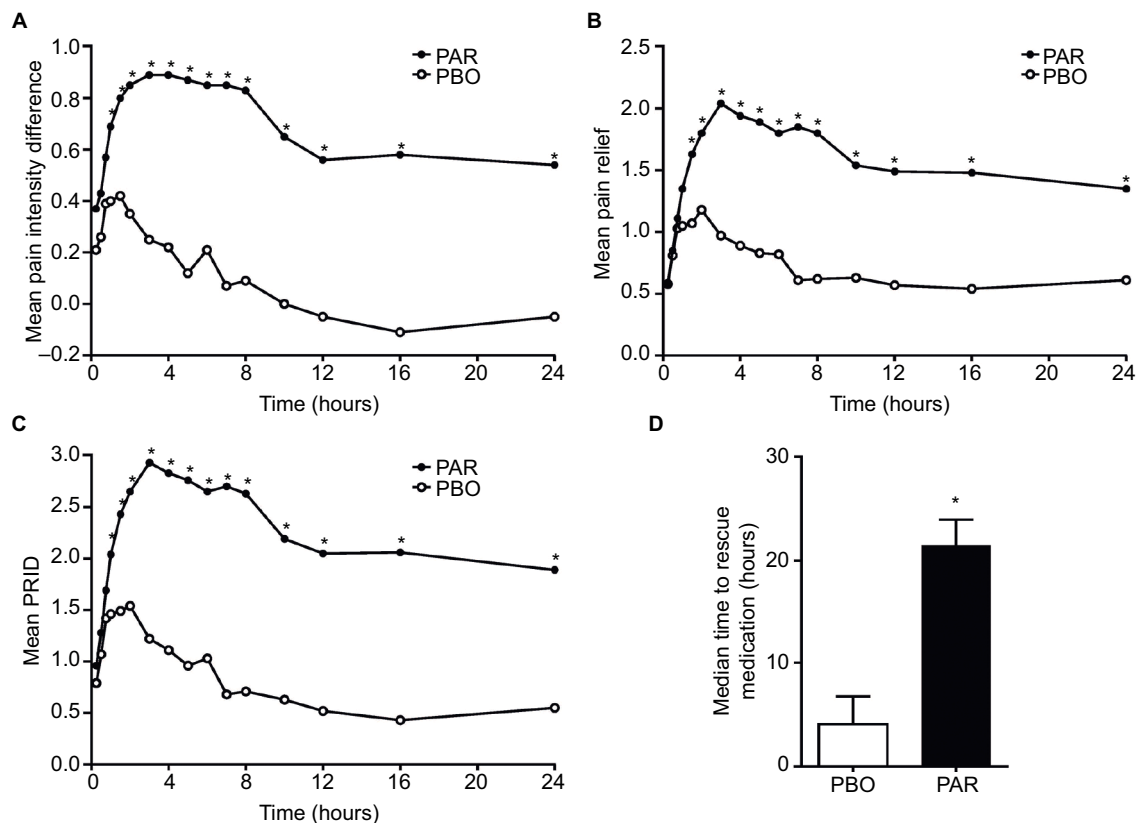 A
1.0
0.8
0.6
0.4
0.2
0.0
–0.2
Mean pain intensity difference
* * * * * * * * * * * * *
PAR
PBO
0 4 8 12 16 20 24
Time (hours)
B
2.5
2.0
1.5
1.0
0.5
0.0
Mean pain relief
* * * * * * * * * * * *
PAR
PBO
0 4 8 12 16 20 24
Time (hours)
C
3.0
2.5
2.0
1.5
1.0
0.5
0.0
Mean PRID
* * * * * * * * * * * * *
PAR
PBO
0 4 8 12 16 20 24
Time (hours)
D
30
20
10
0
Median time to rescue
medication (hours)
*
PBO PAR